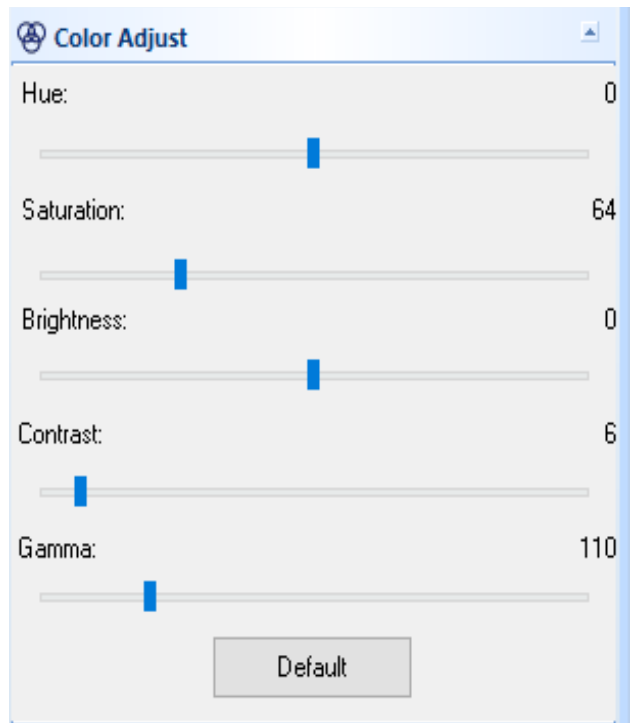 Color Adjust
Hue: 0
Saturation: 64
Brightness: 0
Contrast: 6
Gamma: 110
Default